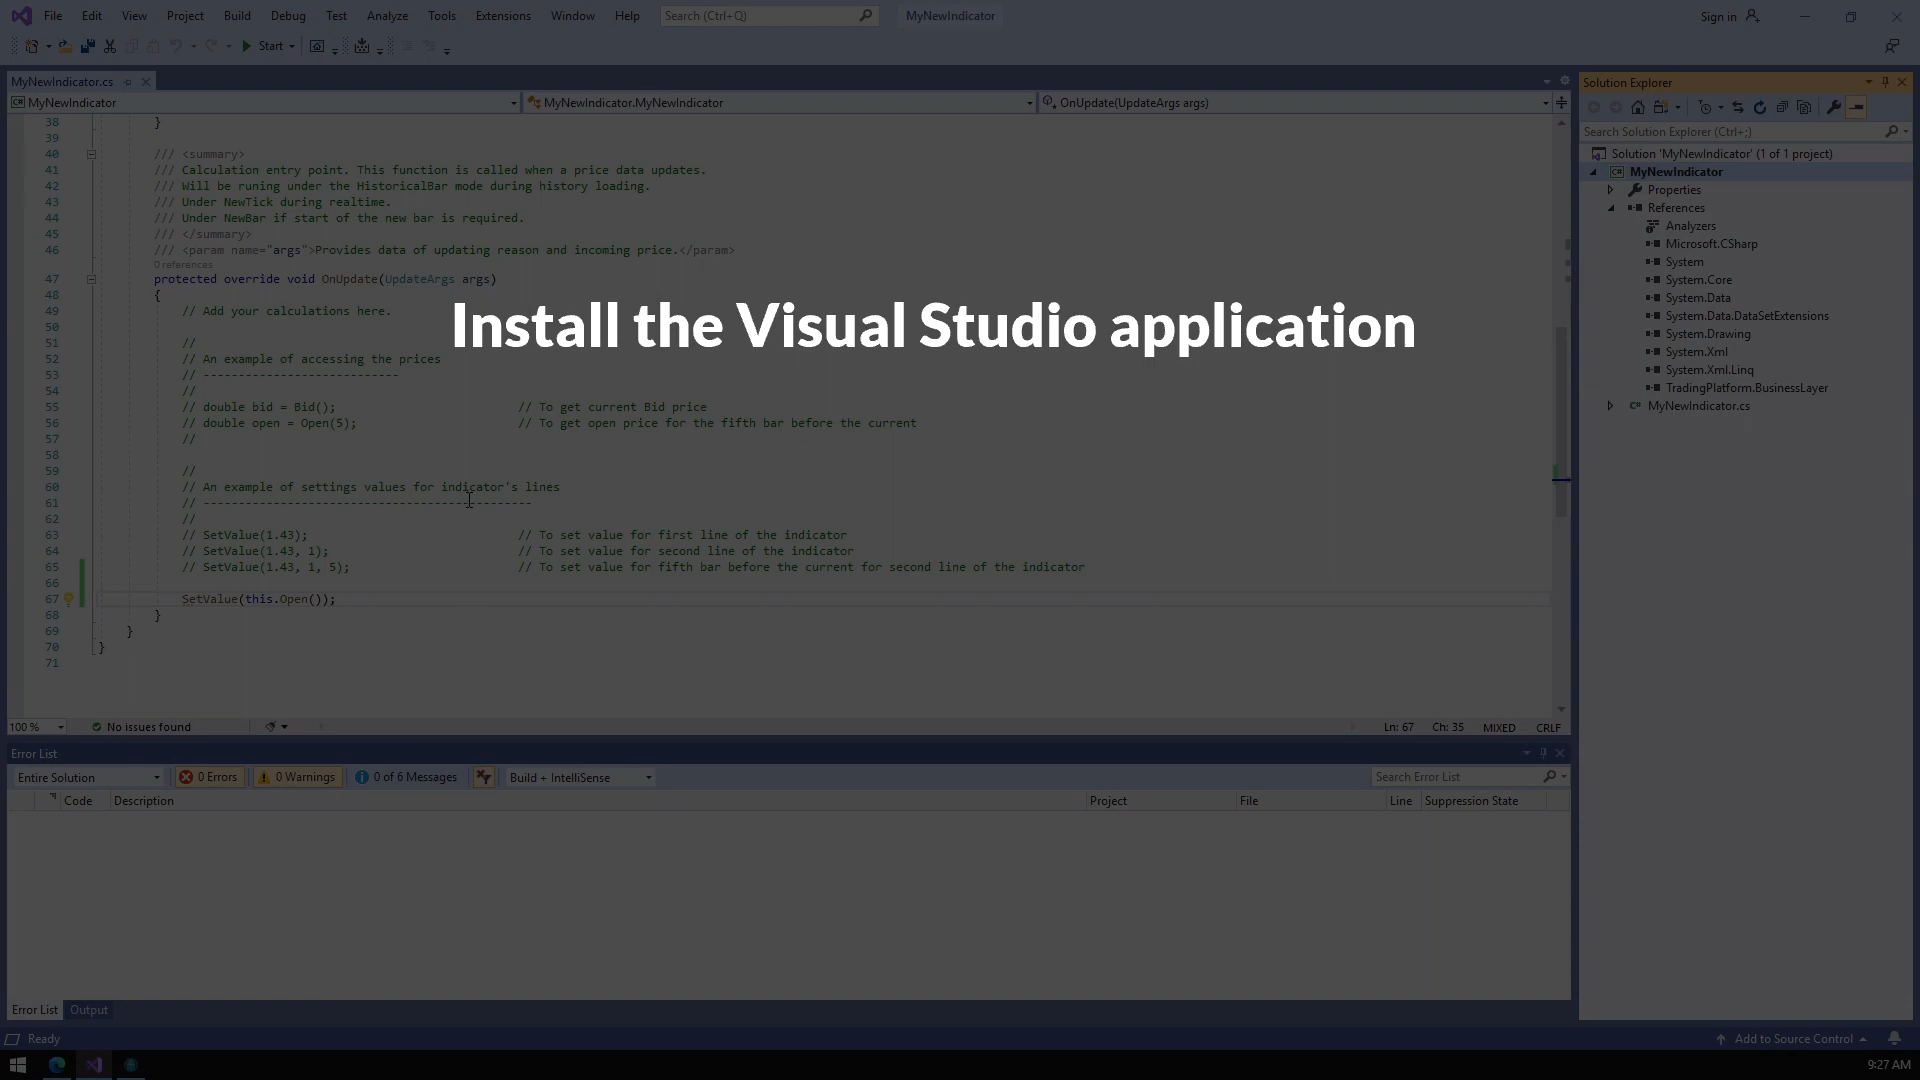 File Edit View Project Build Debug Test Analyze Tools Extensions Window Help Search (Ctrl+Q) MyNewIndicator Sign in
Start
MyNewIndicator.cs
MyNewIndicator MyNewIndicator.MyNewIndicator OnUpdate(UpdateArgs args)
38 }
39
40 /// <summary>
41 /// Calculation entry point. This function is called when a price data updates.
42 /// Will be runing under the HistoricalBar mode during history loading.
43 /// Under NewTick during realtime.
44 /// Under NewBar if start of the new bar is required.
45 /// </summary>
46 /// <param name="args">Provides data of updating reason and incoming price.</param>
0 references
47 protected override void OnUpdate(UpdateArgs args)
48 {
49 // Add your calculations here.
50
51 //
52 // An example of accessing the prices
53 // ----------------------------
54 //
55 // double bid = Bid(); // To get current Bid price
56 // double open = Open(5); // To get open price for the fifth bar before the current
57 //
58
59 //
60 // An example of settings values for indicator's lines
61 // -----------------------------------------------
62 //
63 // SetValue(1.43); // To set value for first line of the indicator
64 // SetValue(1.43, 1); // To set value for second line of the indicator
65 // SetValue(1.43, 1, 5); // To set value for fifth bar before the current for second line of the indicator
66
67 SetValue(this.Open());
68 }
69 }
70 }
71
Install the Visual Studio application
100 % No issues found Ln: 67 Ch: 35 MIXED CRLF
Error List
Entire Solution 0 Errors 0 Warnings 0 of 6 Messages Build + IntelliSense Search Error List
Code Description Project File Line Suppression State
Error List Output
Solution Explorer
Search Solution Explorer (Ctrl+;)
Solution 'MyNewIndicator' (1 of 1 project)
MyNewIndicator
Properties
References
Analyzers
Microsoft.CSharp
System
System.Core
System.Data
System.Data.DataSetExtensions
System.Drawing
System.Xml
System.Xml.Linq
TradingPlatform.BusinessLayer
MyNewIndicator.cs
Ready Add to Source Control
9:27 AM